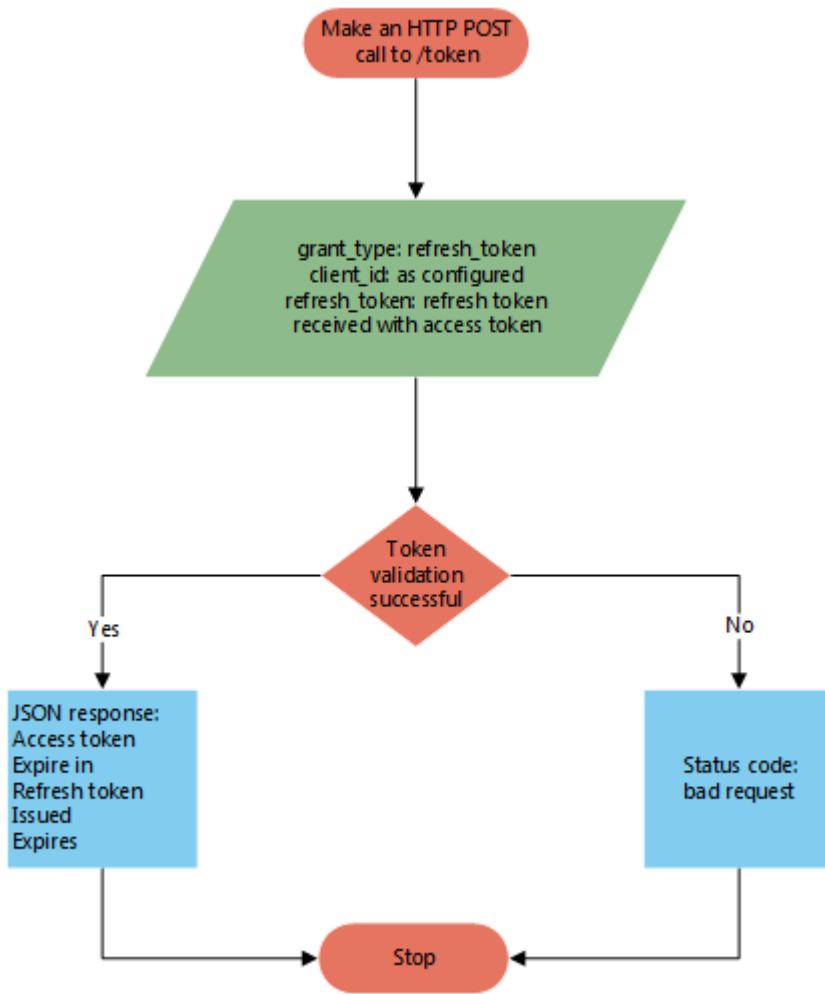 Make an HTTP POST
call to /token
grant_type: refresh_token
client_id: as configured
refresh_token: refresh token
received with access token
Token
validation
successful
Yes
No
JSON response:
Access token
Expire in
Refresh token
Issued
Expires
Status code:
bad request
Stop